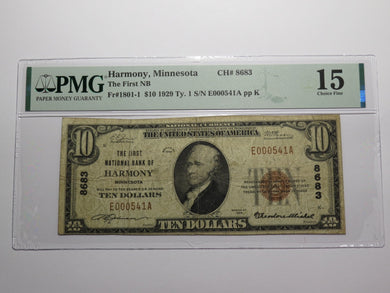 PMG
PAPER MONEY GUARANTY
Harmony, Minnesota CH# 8683
The First NB
Fr#1801-1 $10 1929 Ty. 1 S/N E000541A pp K
15
Choice Fine
10
THE UNITED STATES OF AMERICA
10
THE FIRST
NATIONAL BANK OF
HARMONY
MINNESOTA
TEN DOLLARS
E000541A
8683
8683
E000541A
10
TEN DOLLARS
10